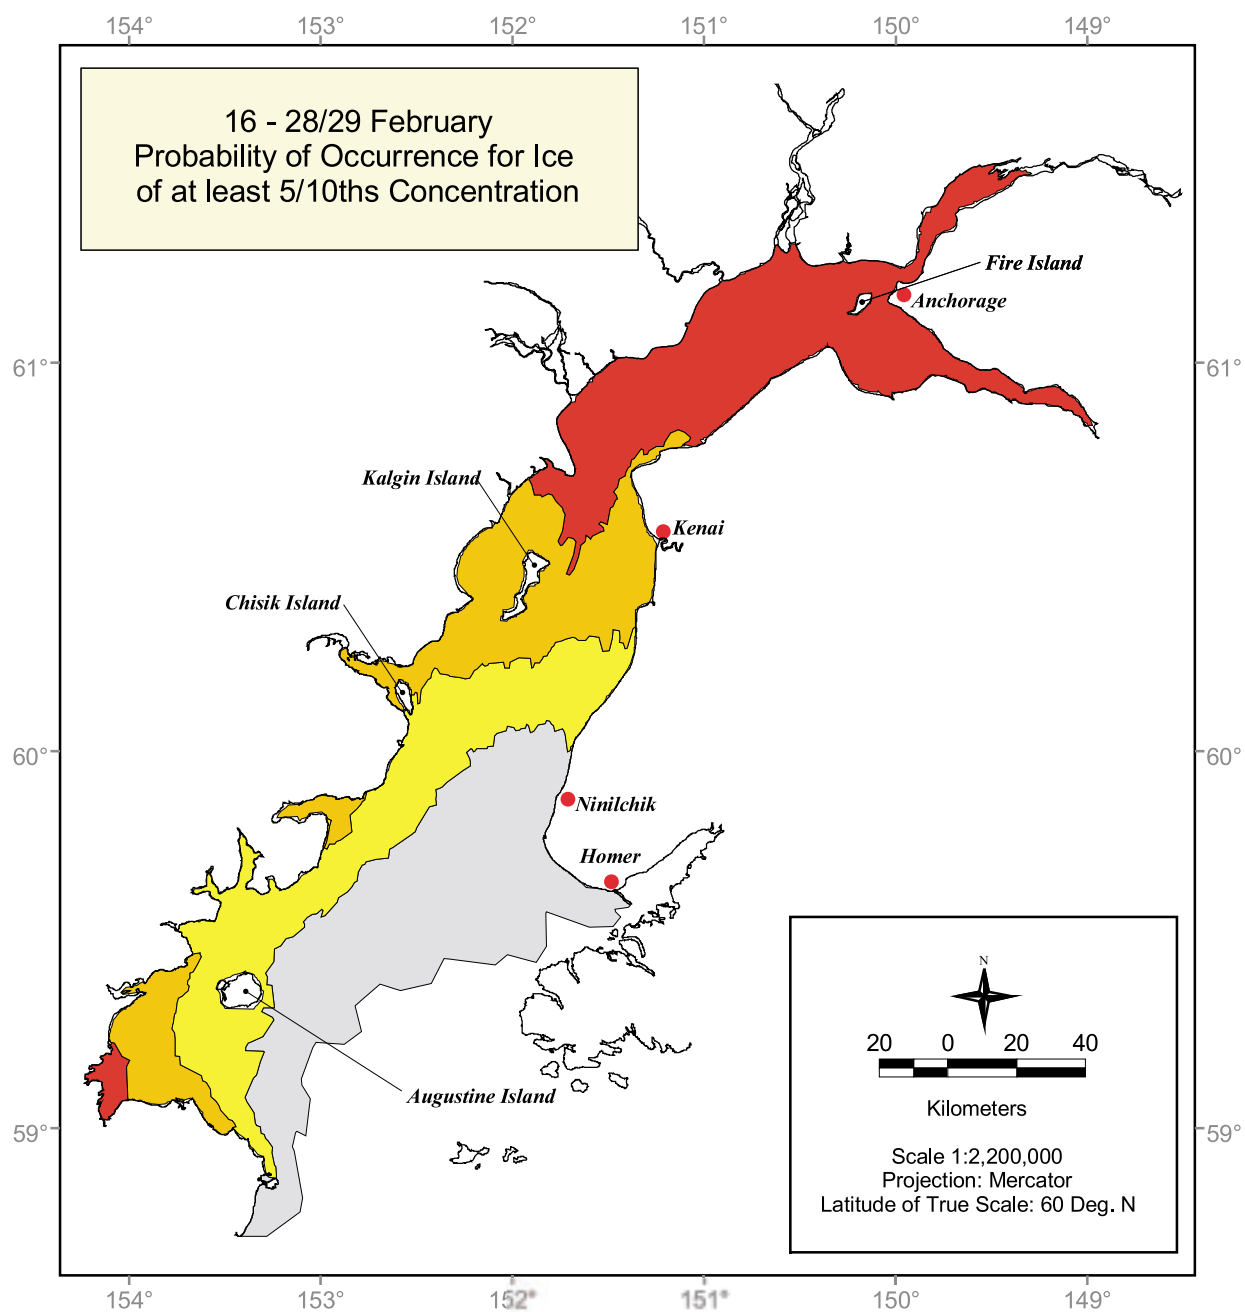 154° 153° 152° 151° 150° 149°
16 - 28/29 February
Probability of Occurrence for Ice
of at least 5/10ths Concentration
Fire Island
Anchorage
61° 61°
Kalgin Island
Kenai
Chisik Island
60° 60°
Ninilchik
Homer
N
20 0 20 40
Augustine Island
Kilometers
59° 59°
Scale 1:2,200,000
Projection: Mercator
Latitude of True Scale: 60 Deg. N
154° 153° 152° 151° 150° 149°